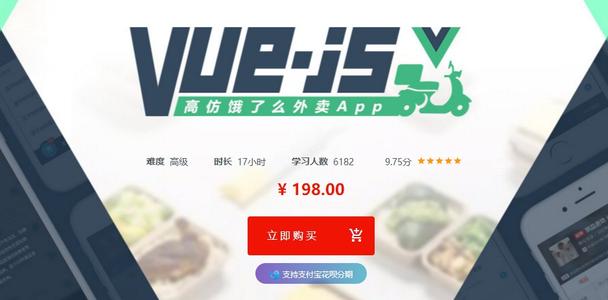 Vue.js
高仿饿了么外卖App
难度 高级 时长 17小时 学习人数 6182 9.75分
¥ 198.00
立即购买
支持支付宝花呗分期